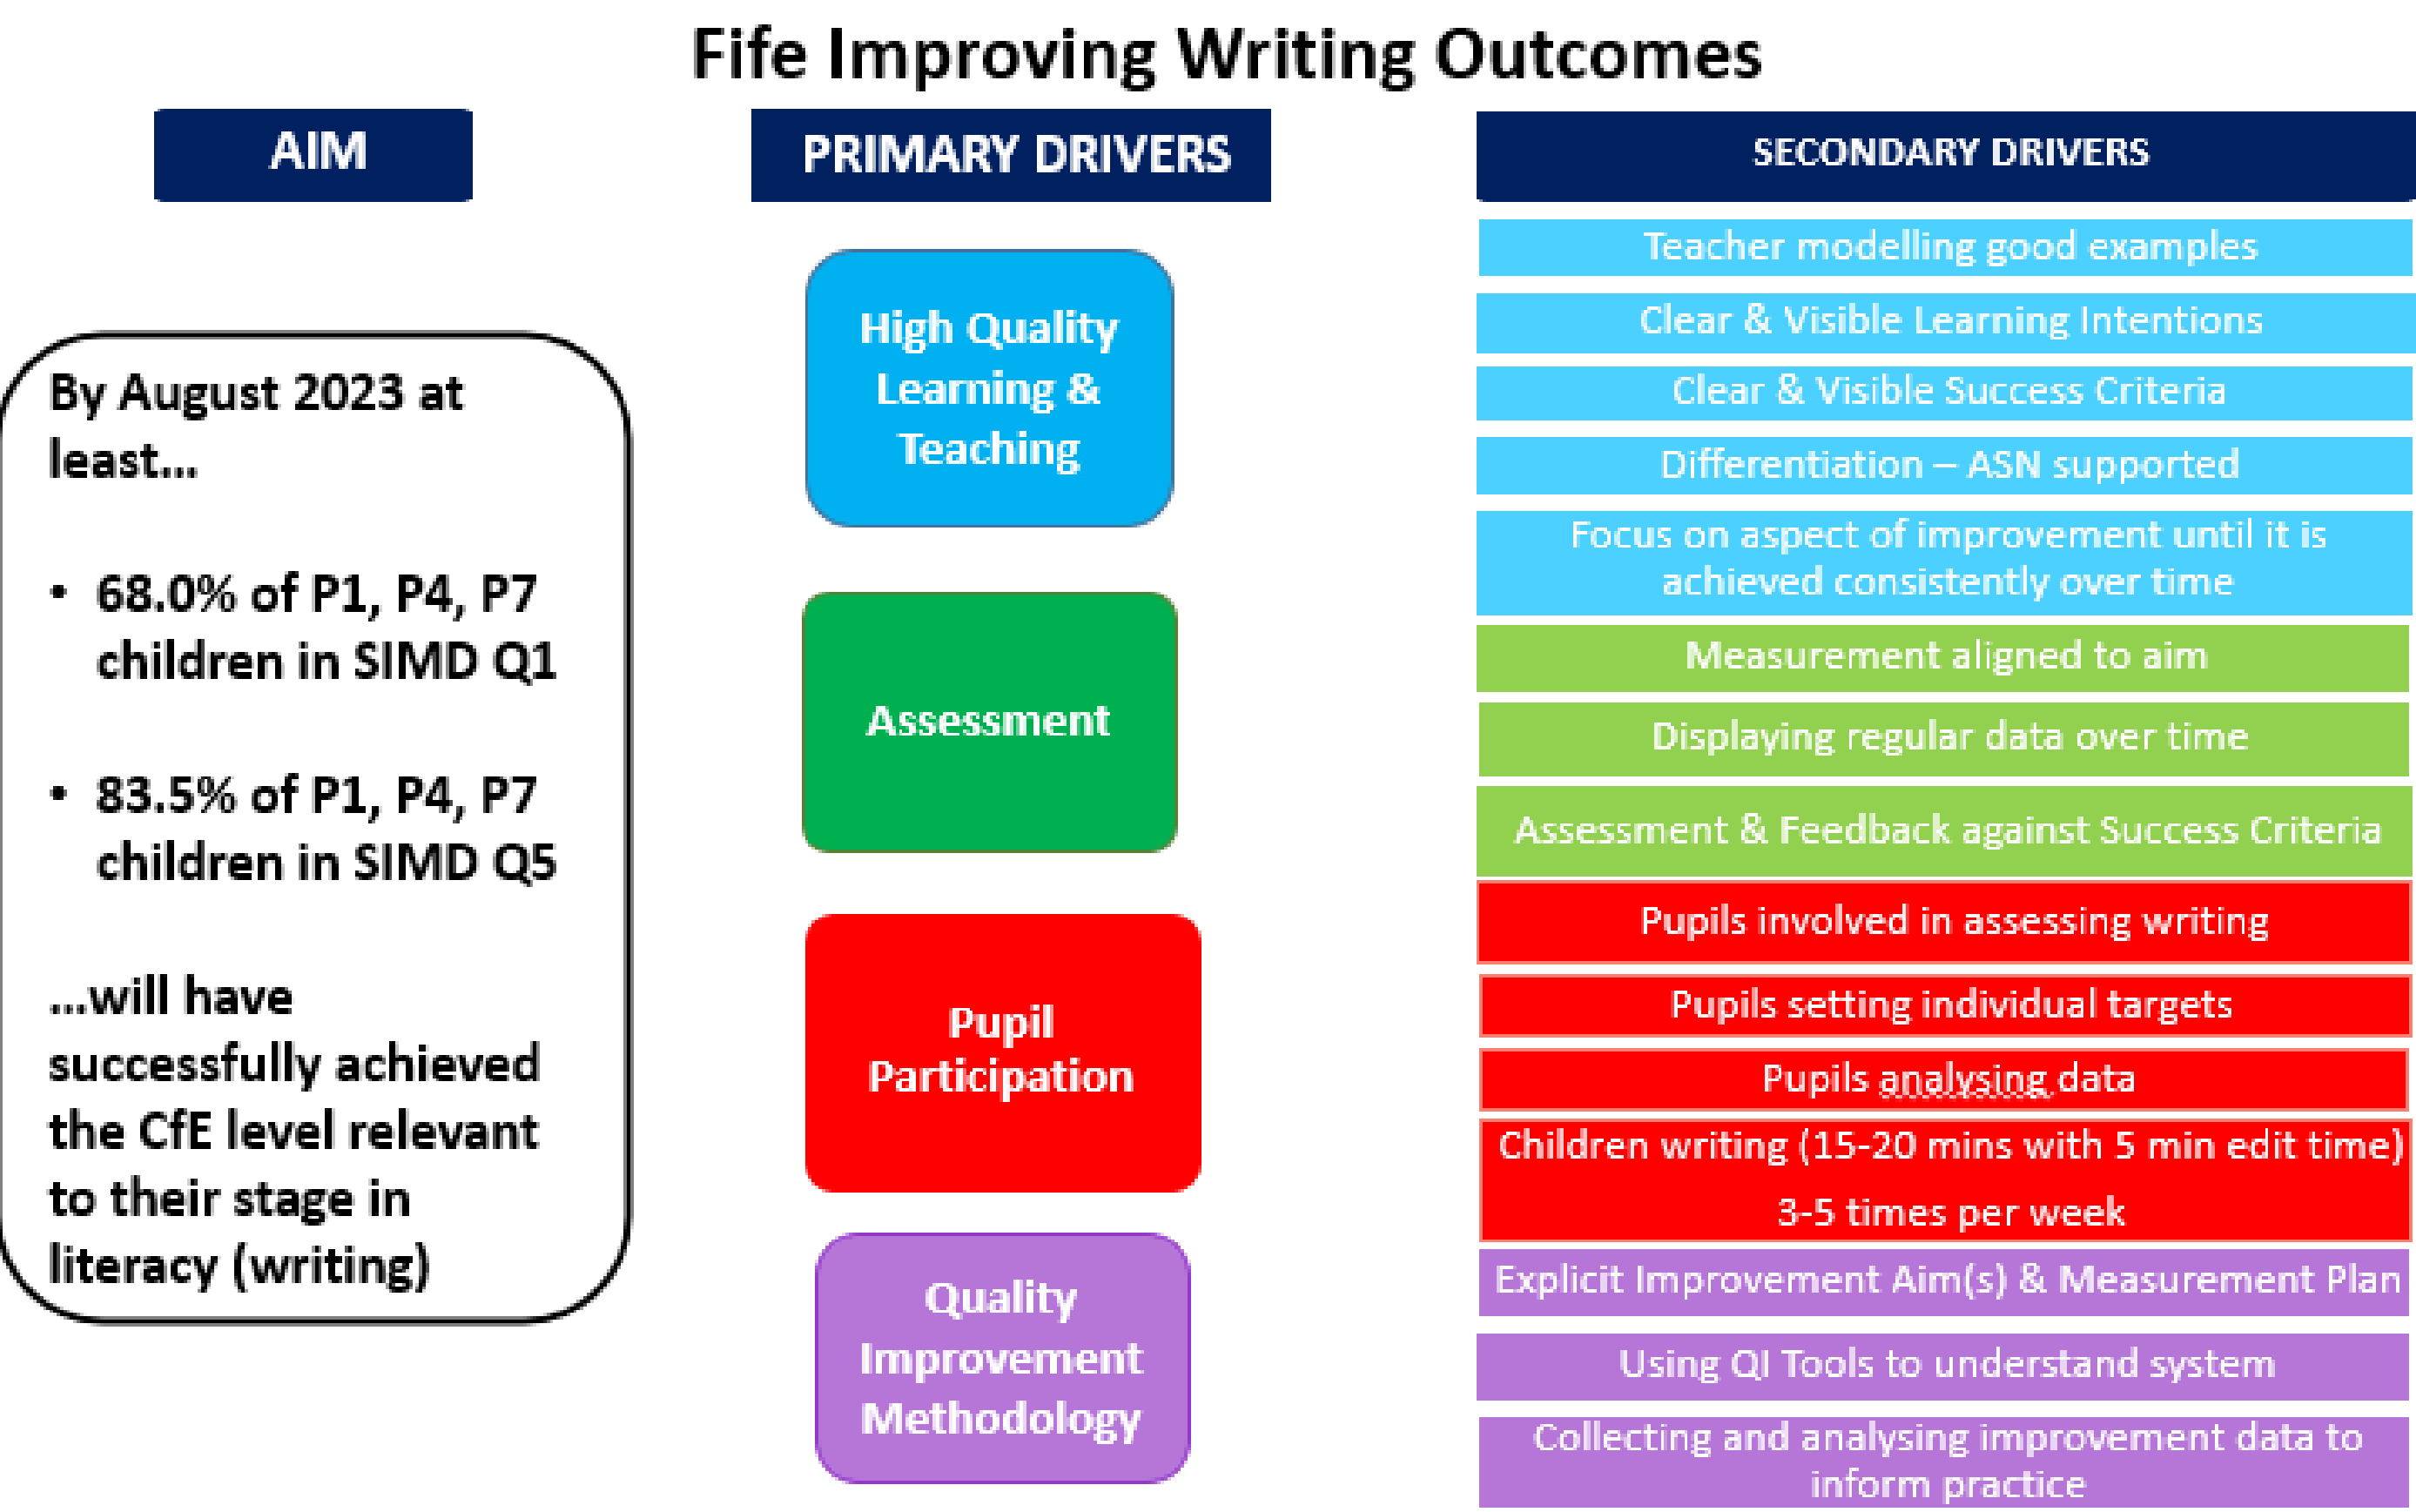 Fife Improving Writing Outcomes
AIM
By August 2023 at
least...
• 68.0% of P1, P4, P7
children in SIMD Q1
• 83.5% of P1, P4, P7
children in SIMD Q5
...will have
successfully achieved
the CfE level relevant
to their stage in
literacy (writing)
PRIMARY DRIVERS
High Quality
Learning &
Teaching
Assessment
Pupil
Participation
Quality
Improvement
Methodology
SECONDARY DRIVERS
Teacher modelling good examples
Clear & Visible Learning Intentions
Clear & Visible Success Criteria
Differentiation – ASN supported
Focus on aspect of improvement until it is
achieved consistently over time
Measurement aligned to aim
Displaying regular data over time
Assessment & Feedback against Success Criteria
Pupils involved in assessing writing
Pupils setting individual targets
Pupils analysing data
Children writing (15-20 mins with 5 min edit time)
3-5 times per week
Explicit Improvement Aim(s) & Measurement Plan
Using QI Tools to understand system
Collecting and analysing improvement data to
inform practice